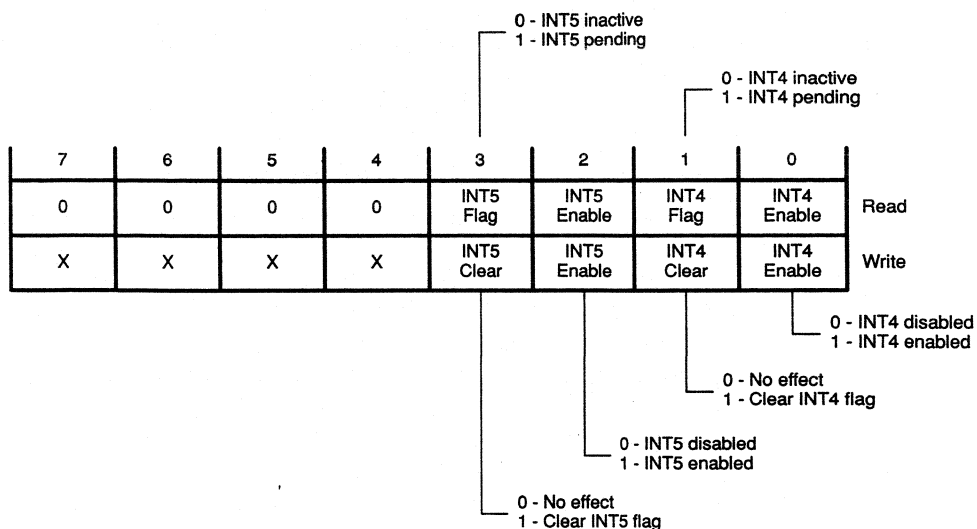 0 - INT5 inactive
1 - INT5 pending
0 - INT4 inactive
1 - INT4 pending
7 6 5 4 3 2 1 0
0 0 0 0 INT5 Flag INT5 Enable INT4 Flag INT4 Enable Read
X X X X INT5 Clear INT5 Enable INT4 Clear INT4 Enable Write
0 - INT4 disabled
1 - INT4 enabled
0 - No effect
1 - Clear INT4 flag
0 - INT5 disabled
1 - INT5 enabled
0 - No effect
1 - Clear INT5 flag